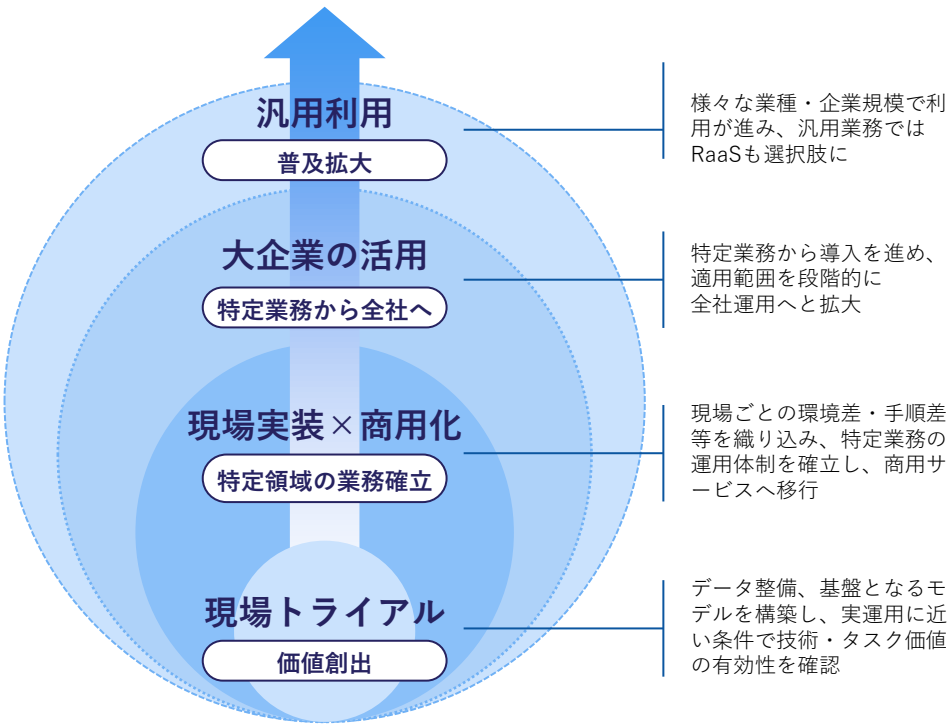 汎用利用
普及拡大
様々な業種・企業規模で利
用が進み、汎用業務では
RaaSも選択肢に
大企業の活用
特定業務から全社へ
特定業務から導入を進め、
適用範囲を段階的に
全社運用へと拡大
現場実装×商用化
特定領域の業務確立
現場ごとの環境差・手順差
等を織り込み、特定業務の
運用体制を確立し、商用サ
ービスへ移行
現場トライアル
価値創出
データ整備、基盤となるモ
デルを構築し、実運用に近
い条件で技術・タスク価値
の有効性を確認